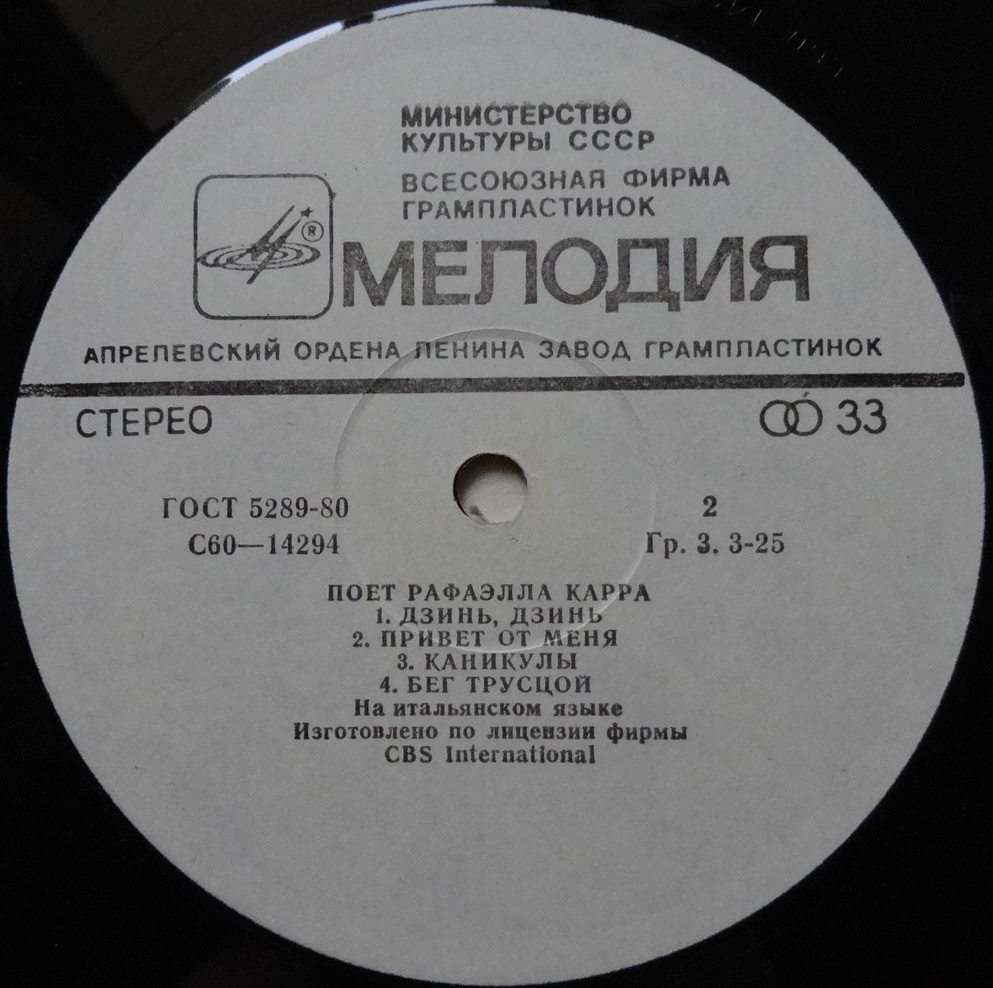 МИНИСТЕРСТВО
КУЛЬТУРЫ СССР
ВСЕСОЮЗНАЯ ФИРМА
ГРАМПЛАСТИНОК
®
МЕЛОДИЯ
АПРЕЛЕВСКИЙ ОРДЕНА ЛЕНИНА ЗАВОД ГРАМПЛАСТИНОК
СТЕРЕО
33
ГОСТ 5289-80
2
С60—14294
Гр. 3. 3-25
ПОЕТ РАФАЭЛЛА КАРРА
1. ДЗИНЬ, ДЗИНЬ
2. ПРИВЕТ ОТ МЕНЯ
3. КАНИКУЛЫ
4. БЕГ ТРУСЦОЙ
На итальянском языке
Изготовлено по лицензии фирмы
CBS International